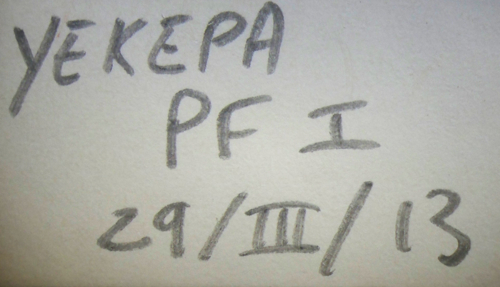 YEKEPA
PF I
29/III/13